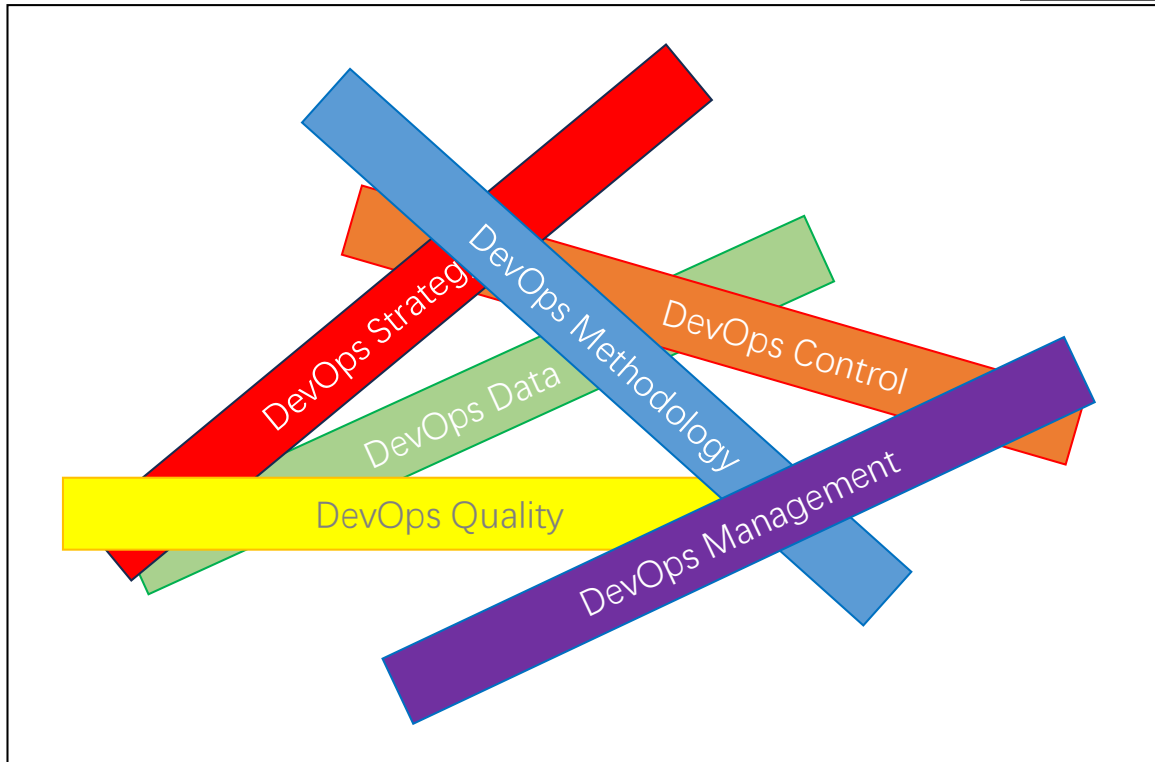 DevOps Strateg
DevOps Methodology
DevOps Control
DevOps Data
DevOps Quality
DevOps Management